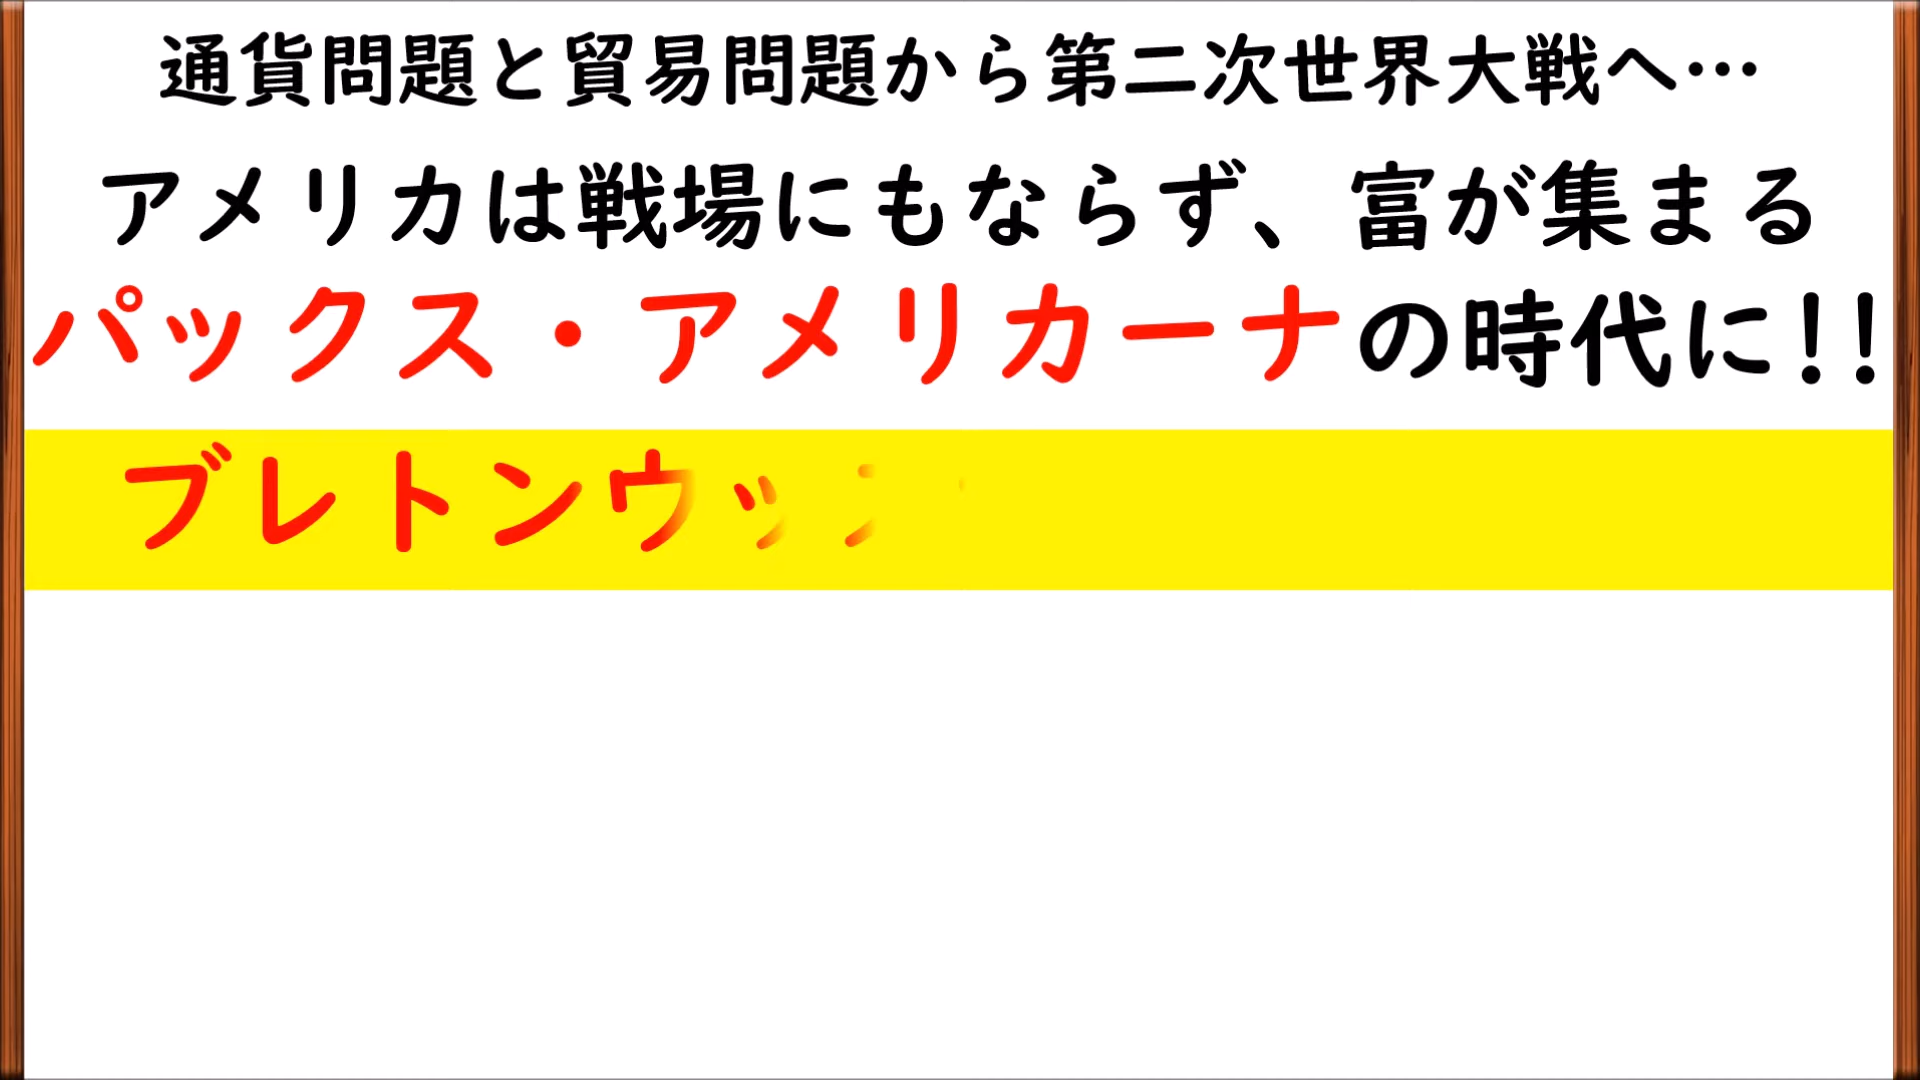 通貨問題と貿易問題から第二次世界大戦へ…
アメリカは戦場にもならず、富が集まる
パックス・アメリカーナの時代に!!
ブレトンウッ